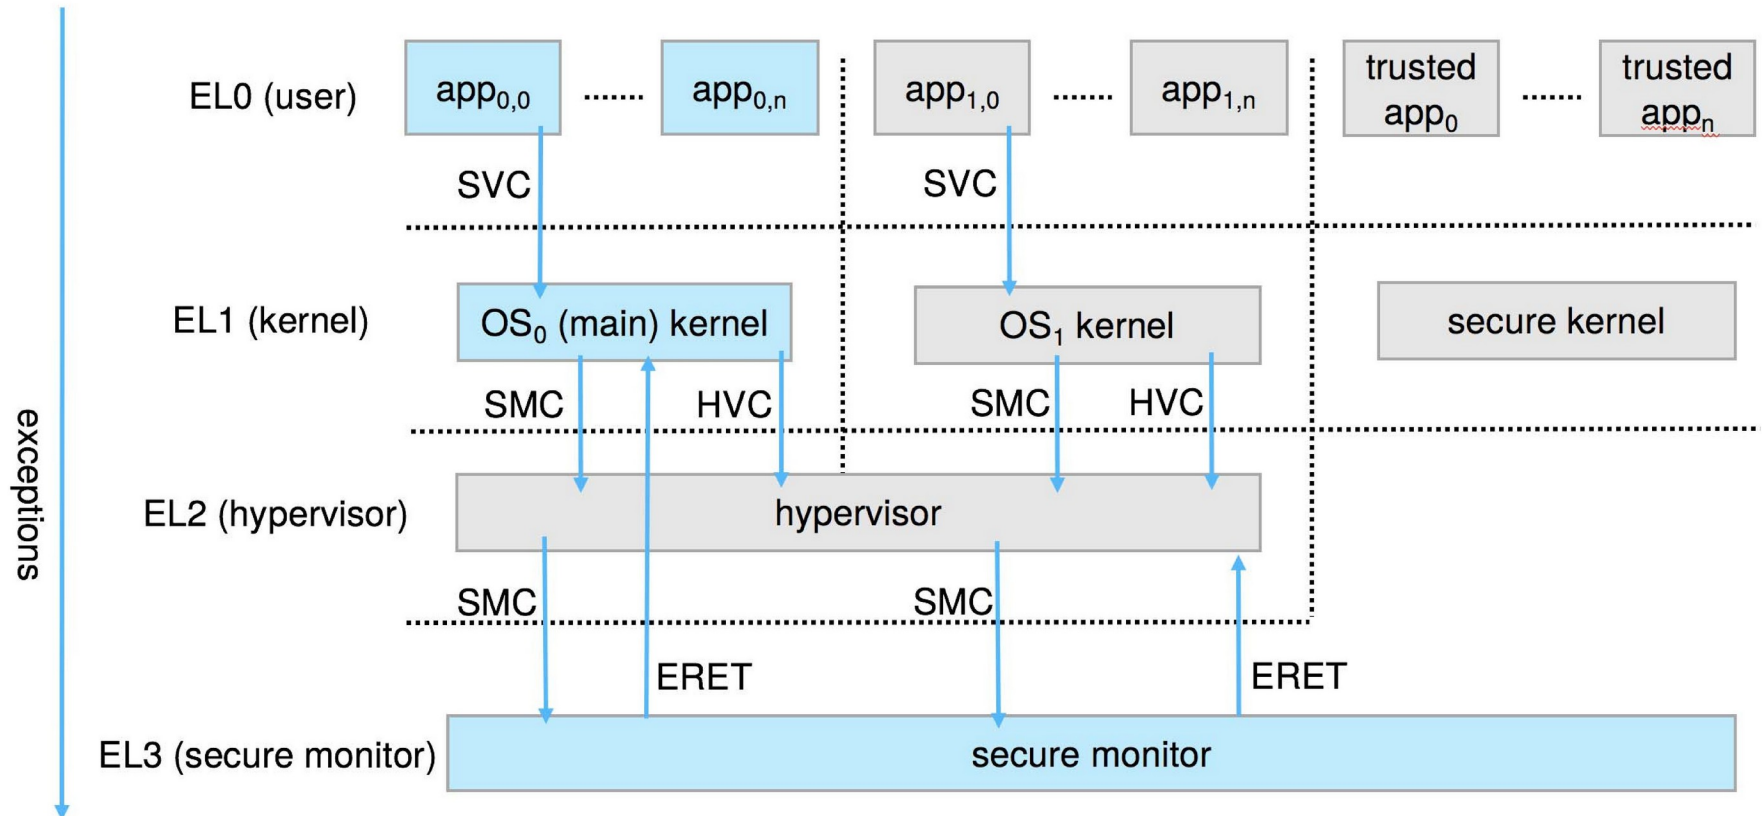 EL0 (user)
app0,0
app0,n
app1,0
app1,n
trusted
app0
trusted
appn
SVC
SVC
EL1 (kernel)
OS0 (main) kernel
OS1 kernel
secure kernel
SMC
HVC
SMC
HVC
exceptions
EL2 (hypervisor)
hypervisor
SMC
SMC
ERET
ERET
EL3 (secure monitor)
secure monitor